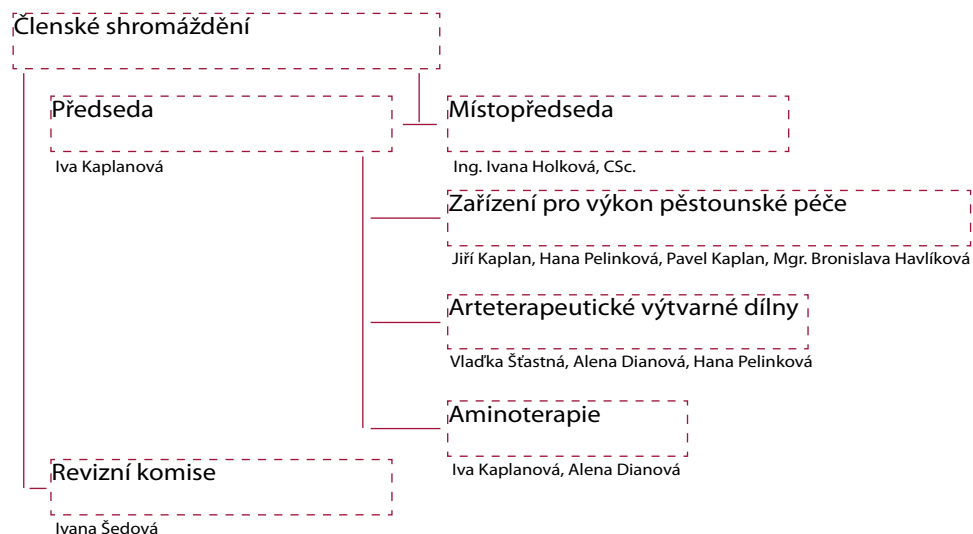 Členské shromáždění
Předseda
Iva Kaplanová
Místopředseda
Ing. Ivana Holková, CSc.
Zařízení pro výkon pěstounské péče
Jiří Kaplan, Hana Pelinková, Pavel Kaplan, Mgr. Bronislava Havlíková
Arteterapeutické výtvarné dílny
Vlaďka Šťastná, Alena Dianová, Hana Pelinková
Aminoterapie
Iva Kaplanová, Alena Dianová
Revizní komise
Ivana Šedová